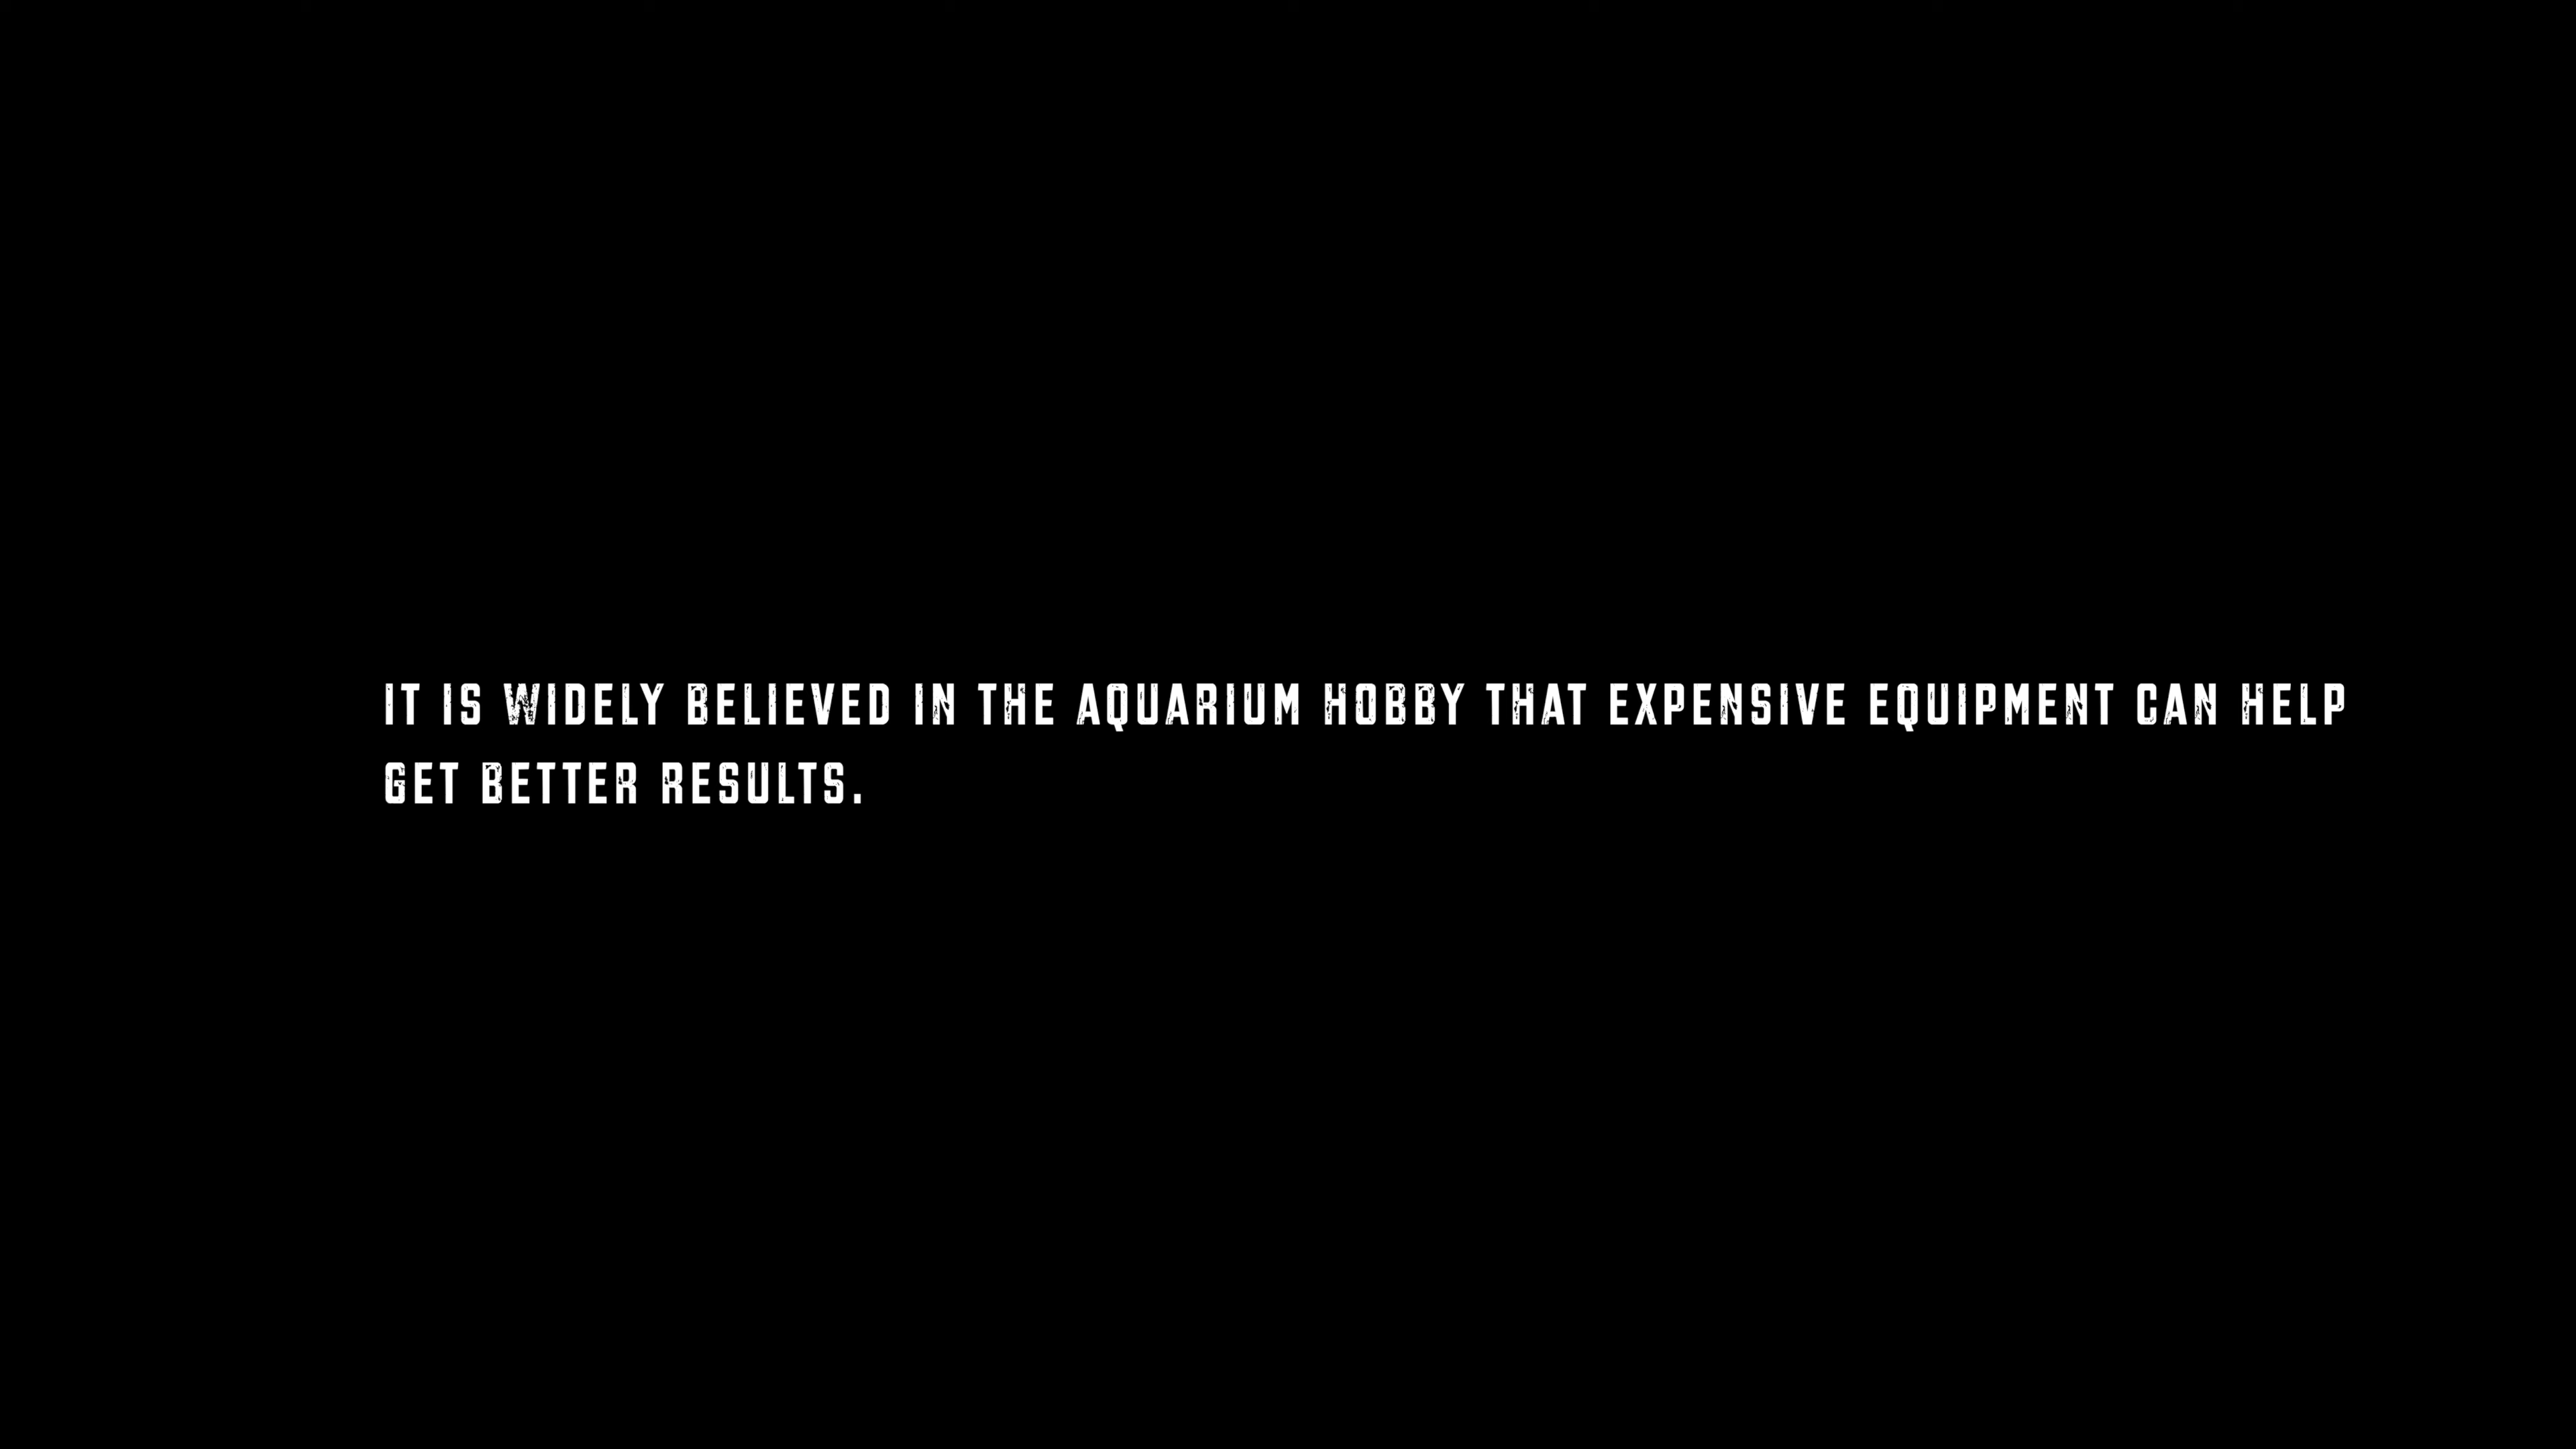 IT IS WIDELY BELIEVED IN THE AQUARIUM HOBBY THAT EXPENSIVE EQUIPMENT CAN HELP
GET BETTER RESULTS.